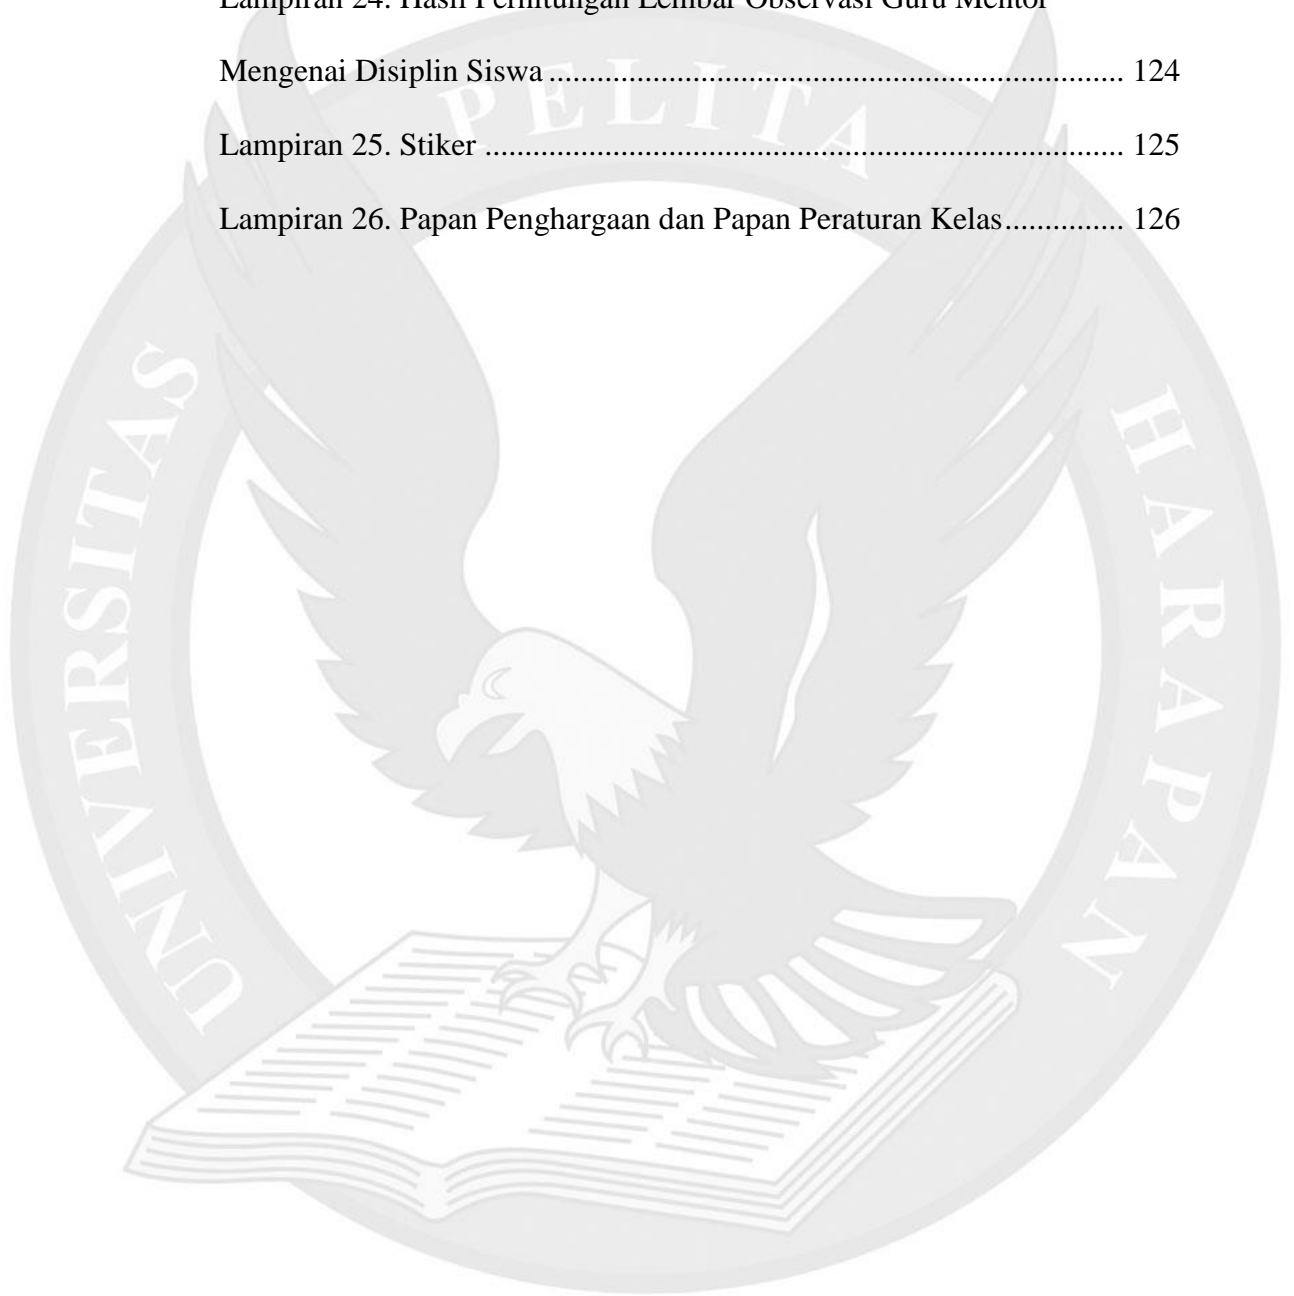 Lampiran 24. Hasil Perhitungan Lembar Observasi Guru Mentor
Mengenai Disiplin Siswa ...................................................................... 124
Lampiran 25. Stiker .............................................................................. 125
Lampiran 26. Papan Penghargaan dan Papan Peraturan Kelas ............... 126
UNIVERSITAS PELITA HARAPAN